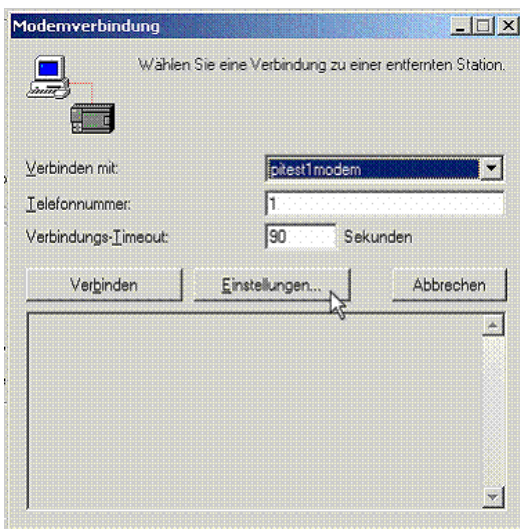 Modemverbindung
Wählen Sie eine Verbindung zu einer entfernten Station.
Verbinden mit: pitest1modem
Telefonnummer: 1
Verbindungs-Timeout: 90 Sekunden
Verbinden Einstellungen... Abbrechen